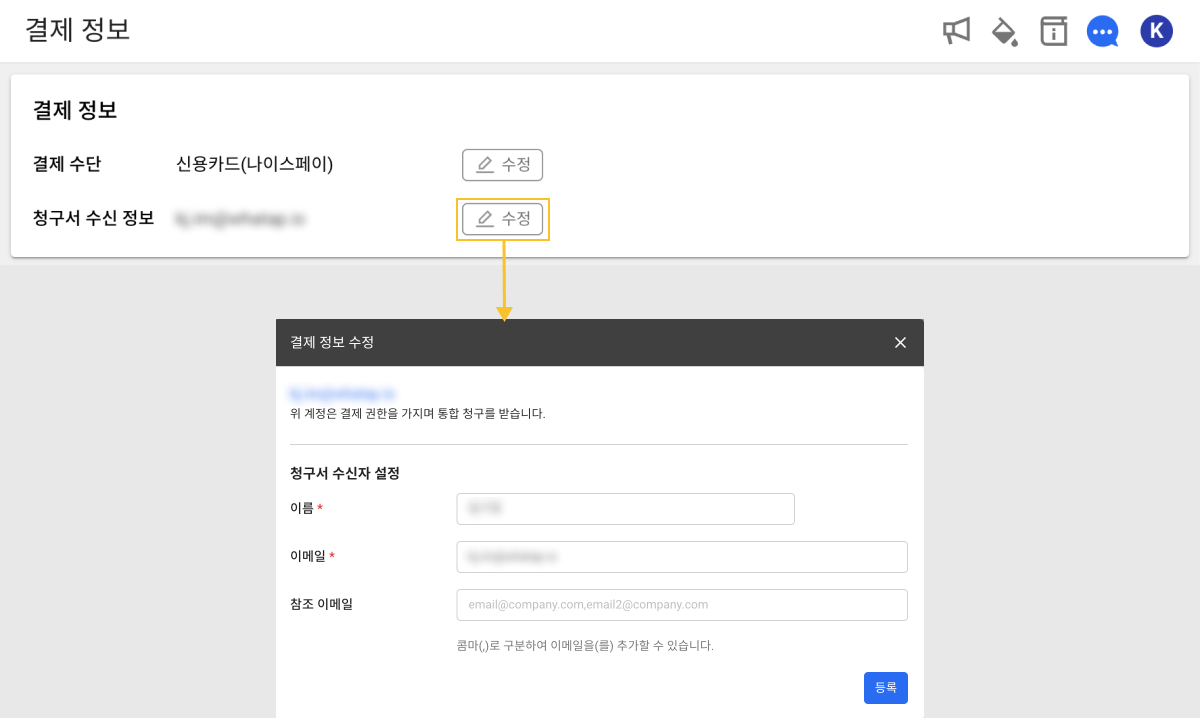 결제 정보
K
결제 정보
결제 수단 신용카드(나이스페이) 수정
청구서 수신 정보 수정
결제 정보 수정
위 계정은 결제 권한을 가지며 통합 청구를 받습니다.
청구서 수신자 설정
이름 *
이메일 *
참조 이메일 email@company.com,email2@company.com
콤마(,)로 구분하여 이메일을(를) 추가할 수 있습니다.
등록